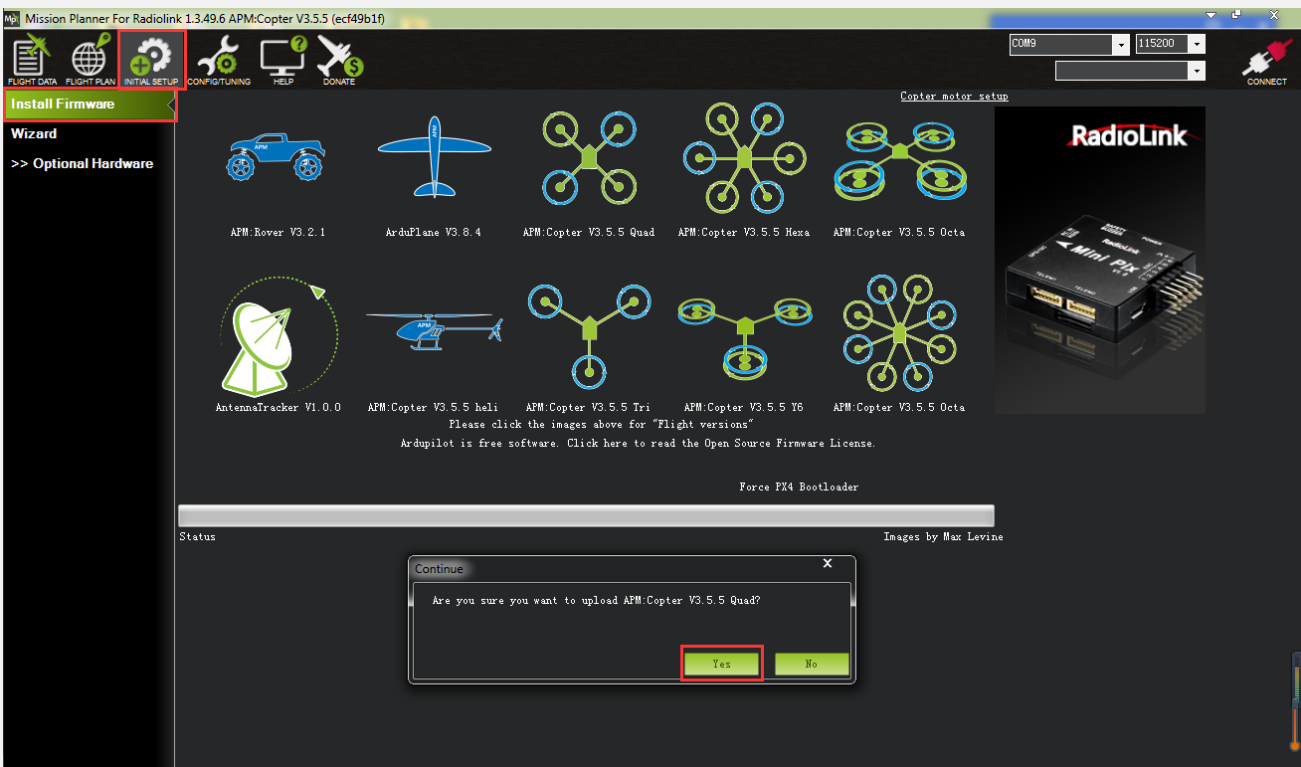 Mission Planner For Radiolink 1.3.49.6 APM:Copter V3.5.5 (ecf49b1f)
FLIGHT DATA FLIGHT PLAN INITIAL SETUP CONFIG/TUNING HELP DONATE
COM9 115200
CONNECT
Install Firmware
Wizard
>> Optional Hardware
Copter motor setup
APM:Rover V3.2.1 ArduPlane V3.8.4 APM:Copter V3.5.5 Quad APM:Copter V3.5.5 Hexa APM:Copter V3.5.5 Octa
AntennaTracker V1.0.0 APM:Copter V3.5.5 heli APM:Copter V3.5.5 Tri APM:Copter V3.5.5 Y6 APM:Copter V3.5.5 Octa
Please click the images above for "Flight versions"
Ardupilot is free software. Click here to read the Open Source Firmware License.
Force PX4 Bootloader
Status
Images by Max Levine
RadioLink
RadioLink
Mini Pix
POWER
Continue
Are you sure you want to upload APM:Copter V3.5.5 Quad?
Yes No